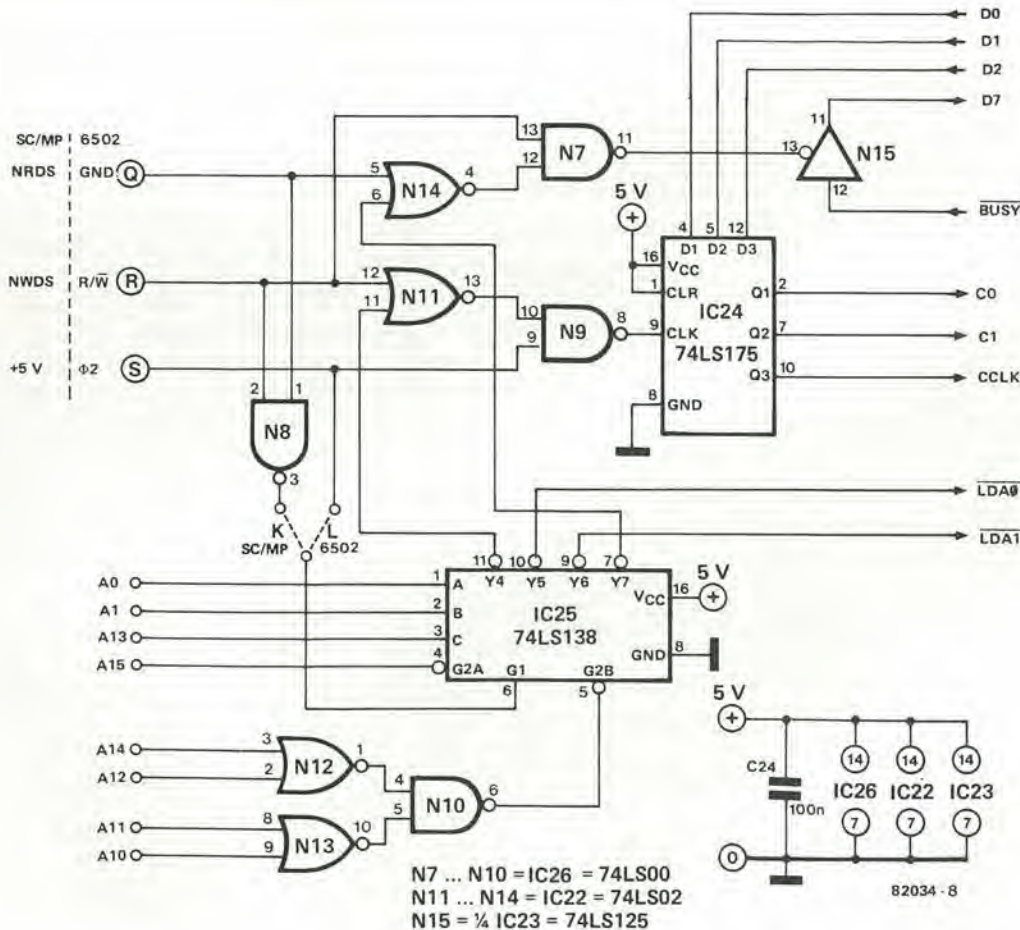 D0
D1
D2
D7
SC/MP 6502
NRDS GND Q
NWDS R/W̅
R
+5 V Φ2 S
5 N14 4
6
13 N7 11
12
12 N11 13
11
10 N9 8
9
13 11 N15
12
B̅U̅S̅Y̅
5 V
+
4 5 12
D1 D2 D3
16 VCC
1 CLR
IC24
9 CLK
74LS175
8 GND
Q1 2
Q2 7
Q3 10
C0
C1
CCLK
2 1
N8
3
K L
SC/MP 6502
L̅D̅A̅0̅
L̅D̅A̅1̅
11 10 9 7
Y4 Y5 Y6 Y7
A0 1 A
A1 2 B
A13 3 C
A15 4 G2A
IC25
74LS138
VCC 16
5 V
+
GND 8
G1 G2B
6 5
A14 3
A12 2
N12 1
A11 8
A10 9
N13 10
4 N10 6
5
5 V
+
C24
100n
14 14 14
IC26 IC22 IC23
7 7 7
0
82034 - 8
N7 ... N10 = IC26 = 74LS00
N11 ... N14 = IC22 = 74LS02
N15 = ¼ IC23 = 74LS125